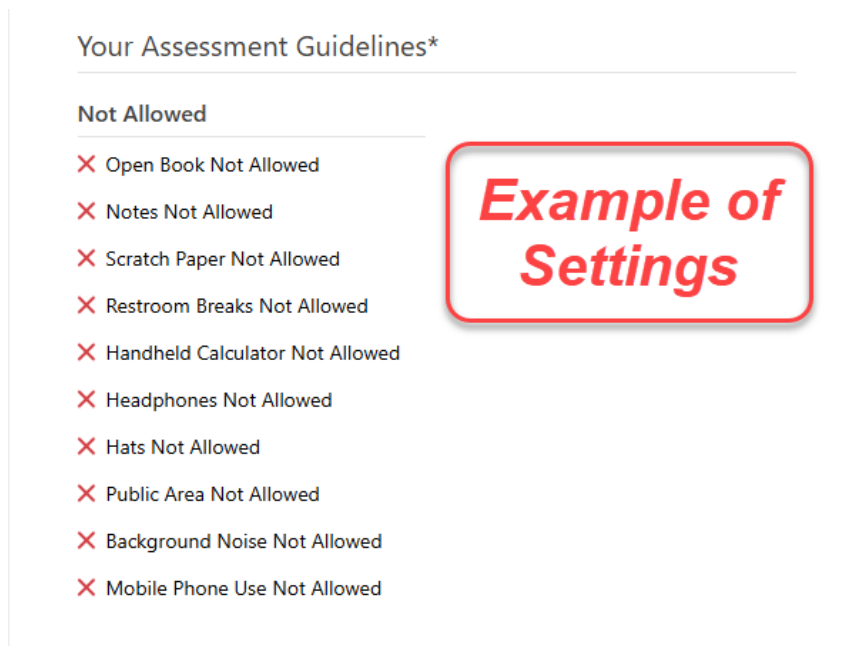 Your Assessment Guidelines*
Not Allowed
Open Book Not Allowed
Notes Not Allowed
Scratch Paper Not Allowed
Restroom Breaks Not Allowed
Handheld Calculator Not Allowed
Headphones Not Allowed
Hats Not Allowed
Public Area Not Allowed
Background Noise Not Allowed
Mobile Phone Use Not Allowed
Example of
Settings